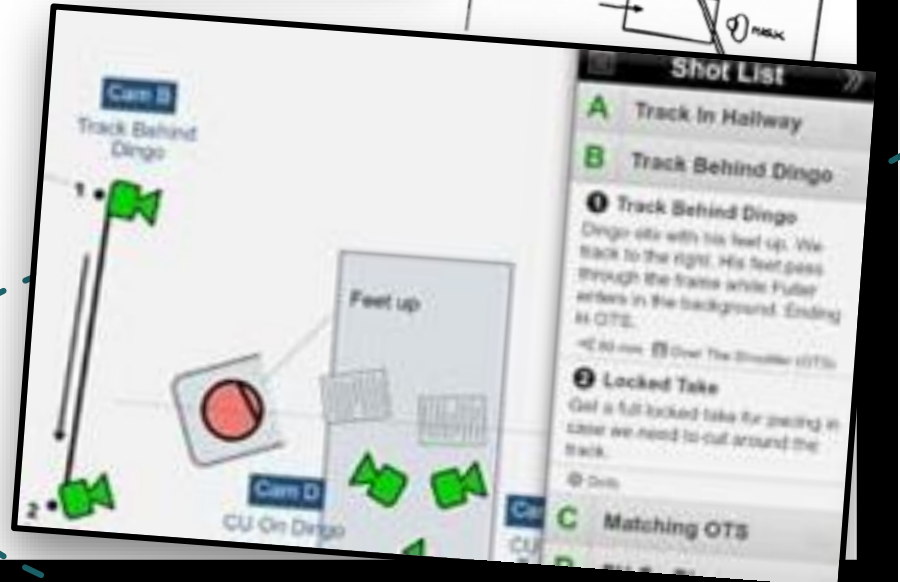 MASK
Cam B
Track Behind
Dingo
1
Feet up
2
Cam D
CU On Dingo
CU
Shot List
A Track In Hallway
B Track Behind Dingo
1 Track Behind Dingo
Dingo sits with his feet up. We
track to the right. His feet pass
through the frame while Fuller
enters in the background. Ending
in OTS.
Over The Shoulder (OTS)
2 Locked Take
Get a full locked take for pacing in
case we need to cut around the
track.
C Matching OTS